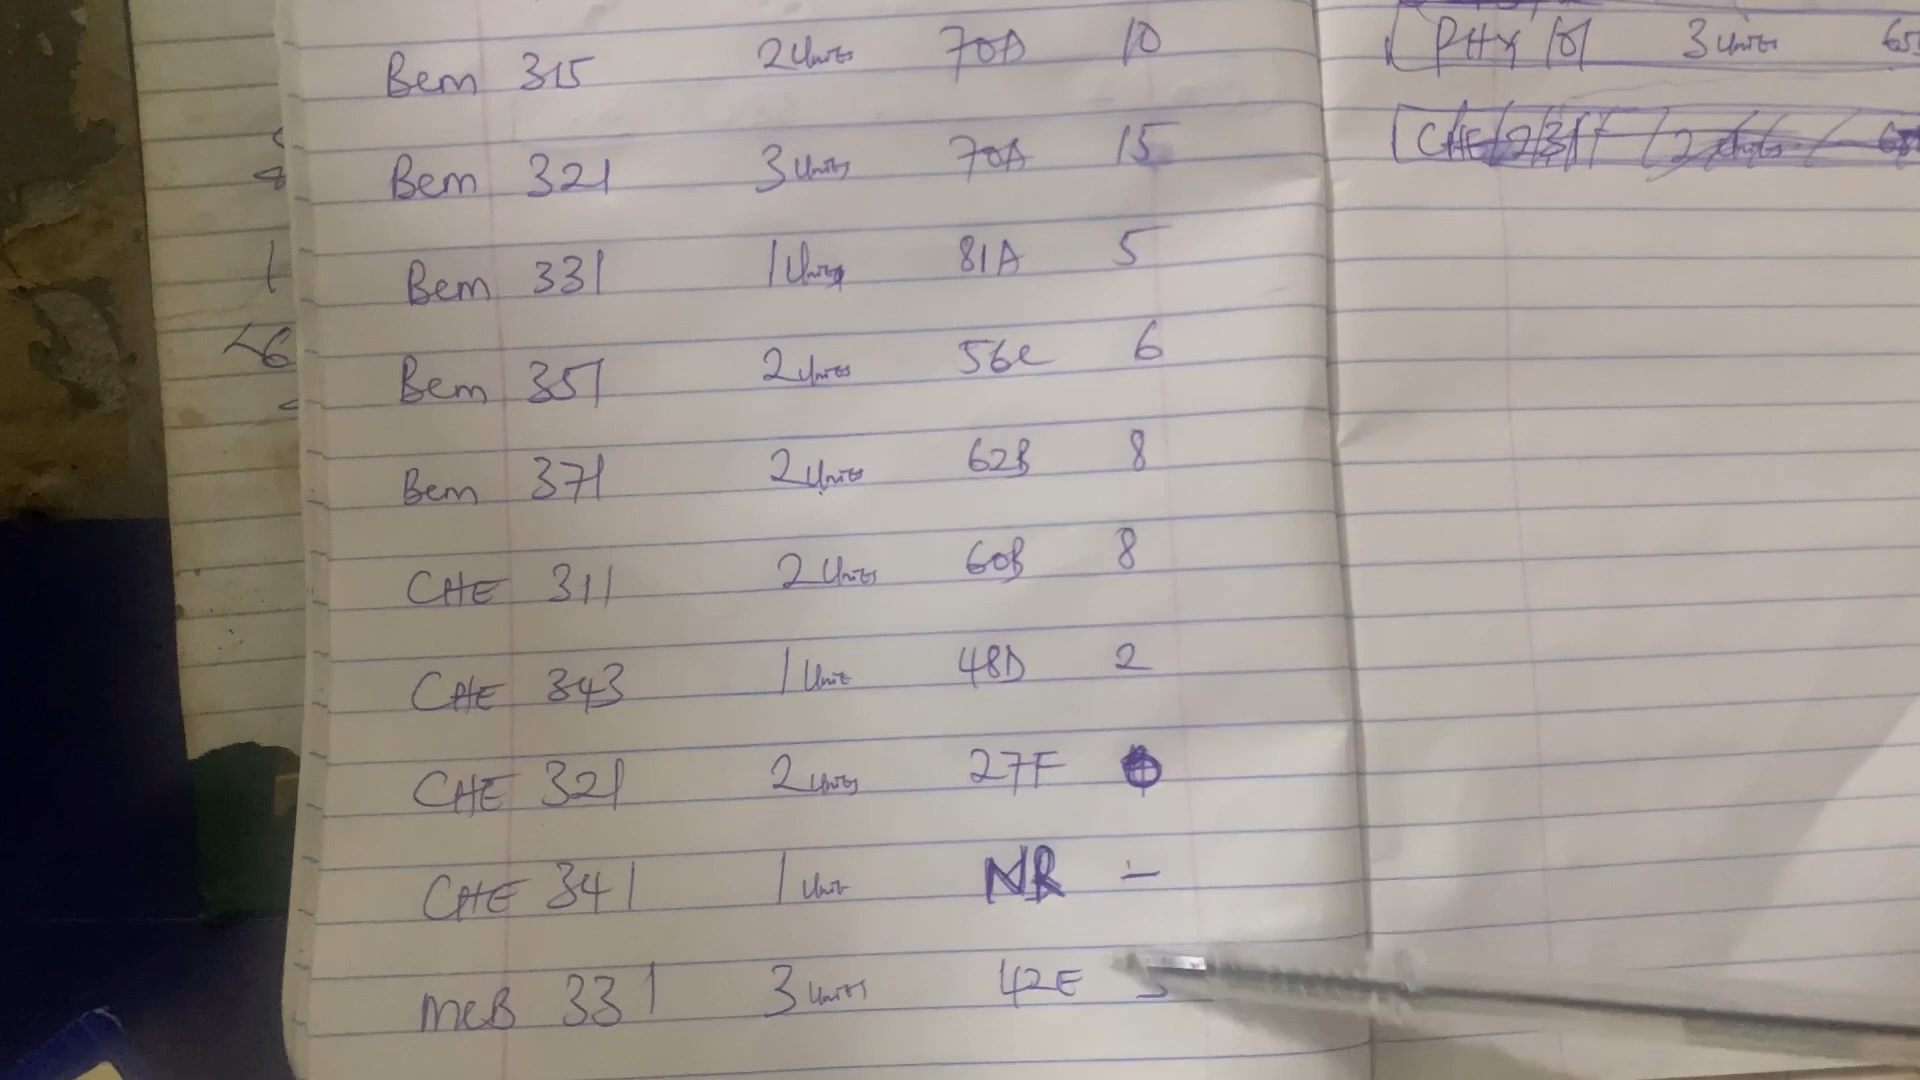 Bem 315 2 Units 70A 10
Bem 321 3 Units 70A 15
Bem 331 1 Units 81A 5
Bem 351 2 Units 56C 6
Bem 371 2 Units 62B 8
CHE 311 2 Units 60B 8
CHE 343 1 Unit 48D 2
CHE 321 2 Units 27F
CHE 341 1 Unit NR -
MCB 331 3 Units 42E
PHY 101 3 Units